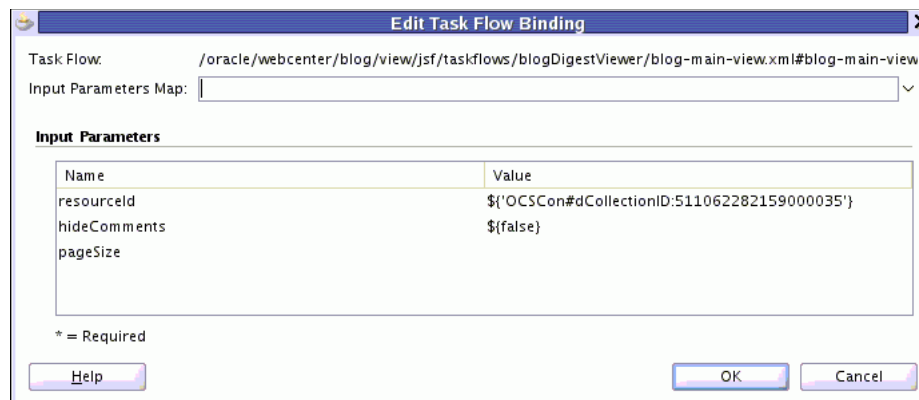 Edit Task Flow Binding
Task Flow: /oracle/webcenter/blog/view/jsf/taskflows/blogDigestViewer/blog-main-view.xml#blog-main-view
Input Parameters Map:
Input Parameters
Name Value
resourceId ${'OCSCon#dCollectionID:511062282159000035'}
hideComments ${false}
pageSize
* = Required
Help OK Cancel